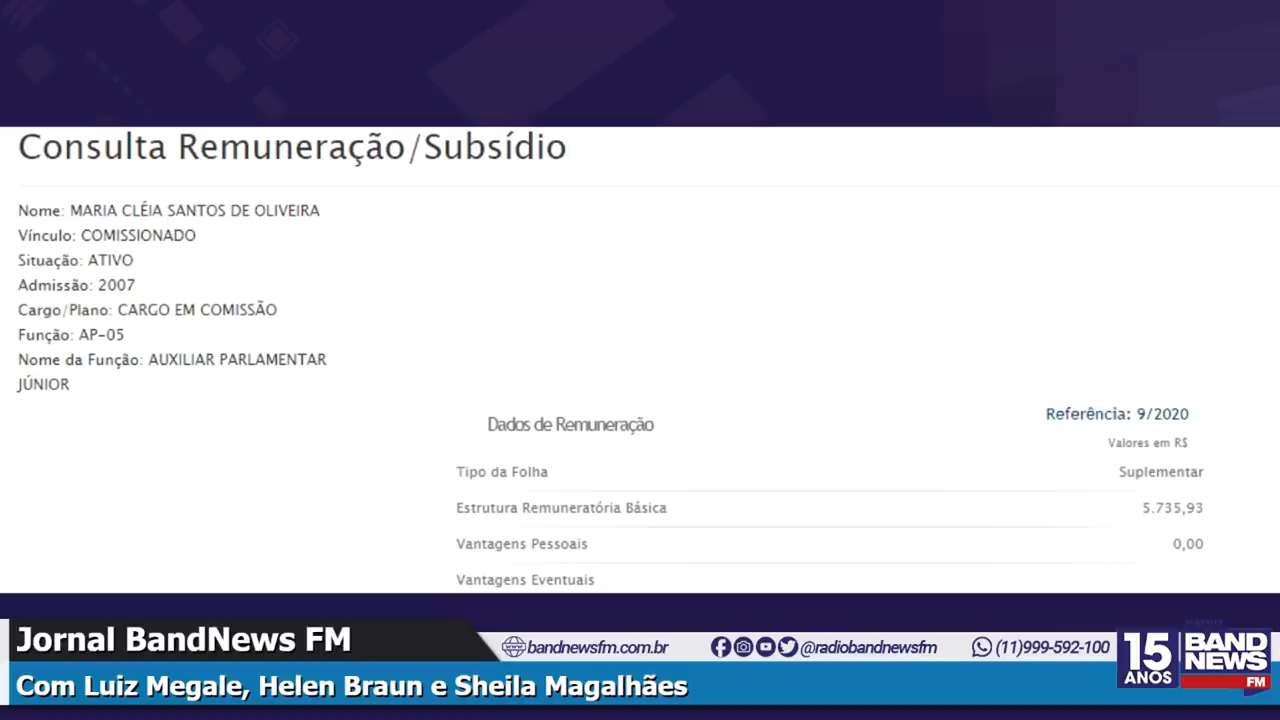 Consulta Remuneração/Subsídio
Nome: MARIA CLÉIA SANTOS DE OLIVEIRA
Vínculo: COMISSIONADO
Situação: ATIVO
Admissão: 2007
Cargo/Plano: CARGO EM COMISSÃO
Função: AP-05
Nome da Função: AUXILIAR PARLAMENTAR
JÚNIOR
Dados de Remuneração
Referência: 9/2020
Valores em R$
Tipo da Folha Suplementar
Estrutura Remuneratória Básica 5.735,93
Vantagens Pessoais 0,00
Vantagens Eventuais
Jornal BandNews FM
bandnewsfm.com.br @radiobandnewsfm (11)999-592-100
Com Luiz Megale, Helen Braun e Sheila Magalhães
15
ANOS
BAND
NEWS
FM